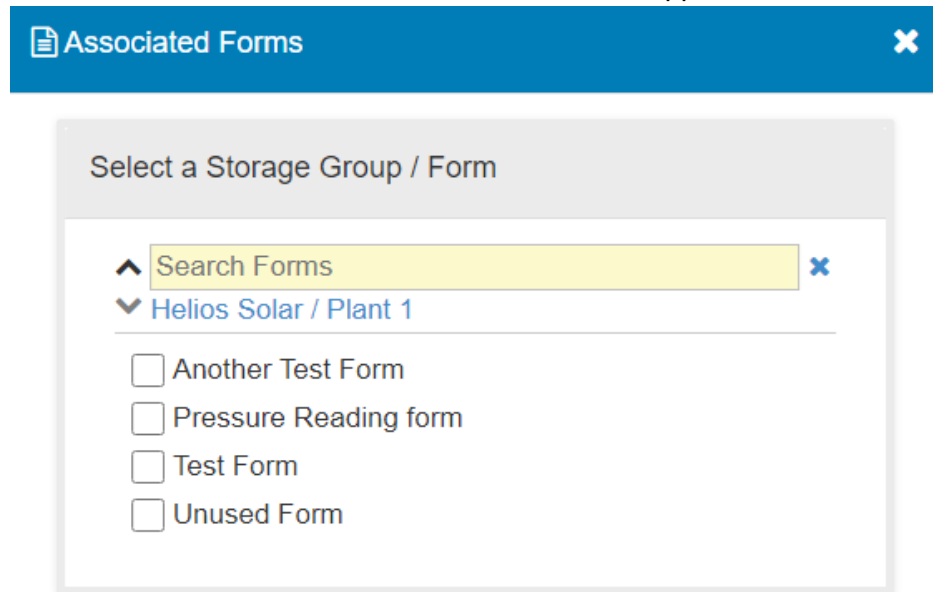 Associated Forms
Select a Storage Group / Form
Search Forms
Helios Solar / Plant 1
Another Test Form
Pressure Reading form
Test Form
Unused Form